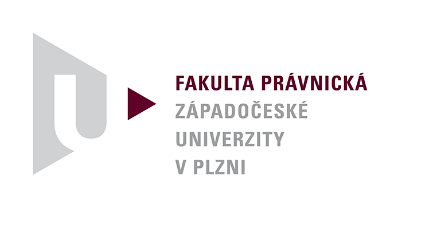 U
FAKULTA PRÁVNICKÁ
ZÁPADOČESKÉ
UNIVERZITY
V PLZNI